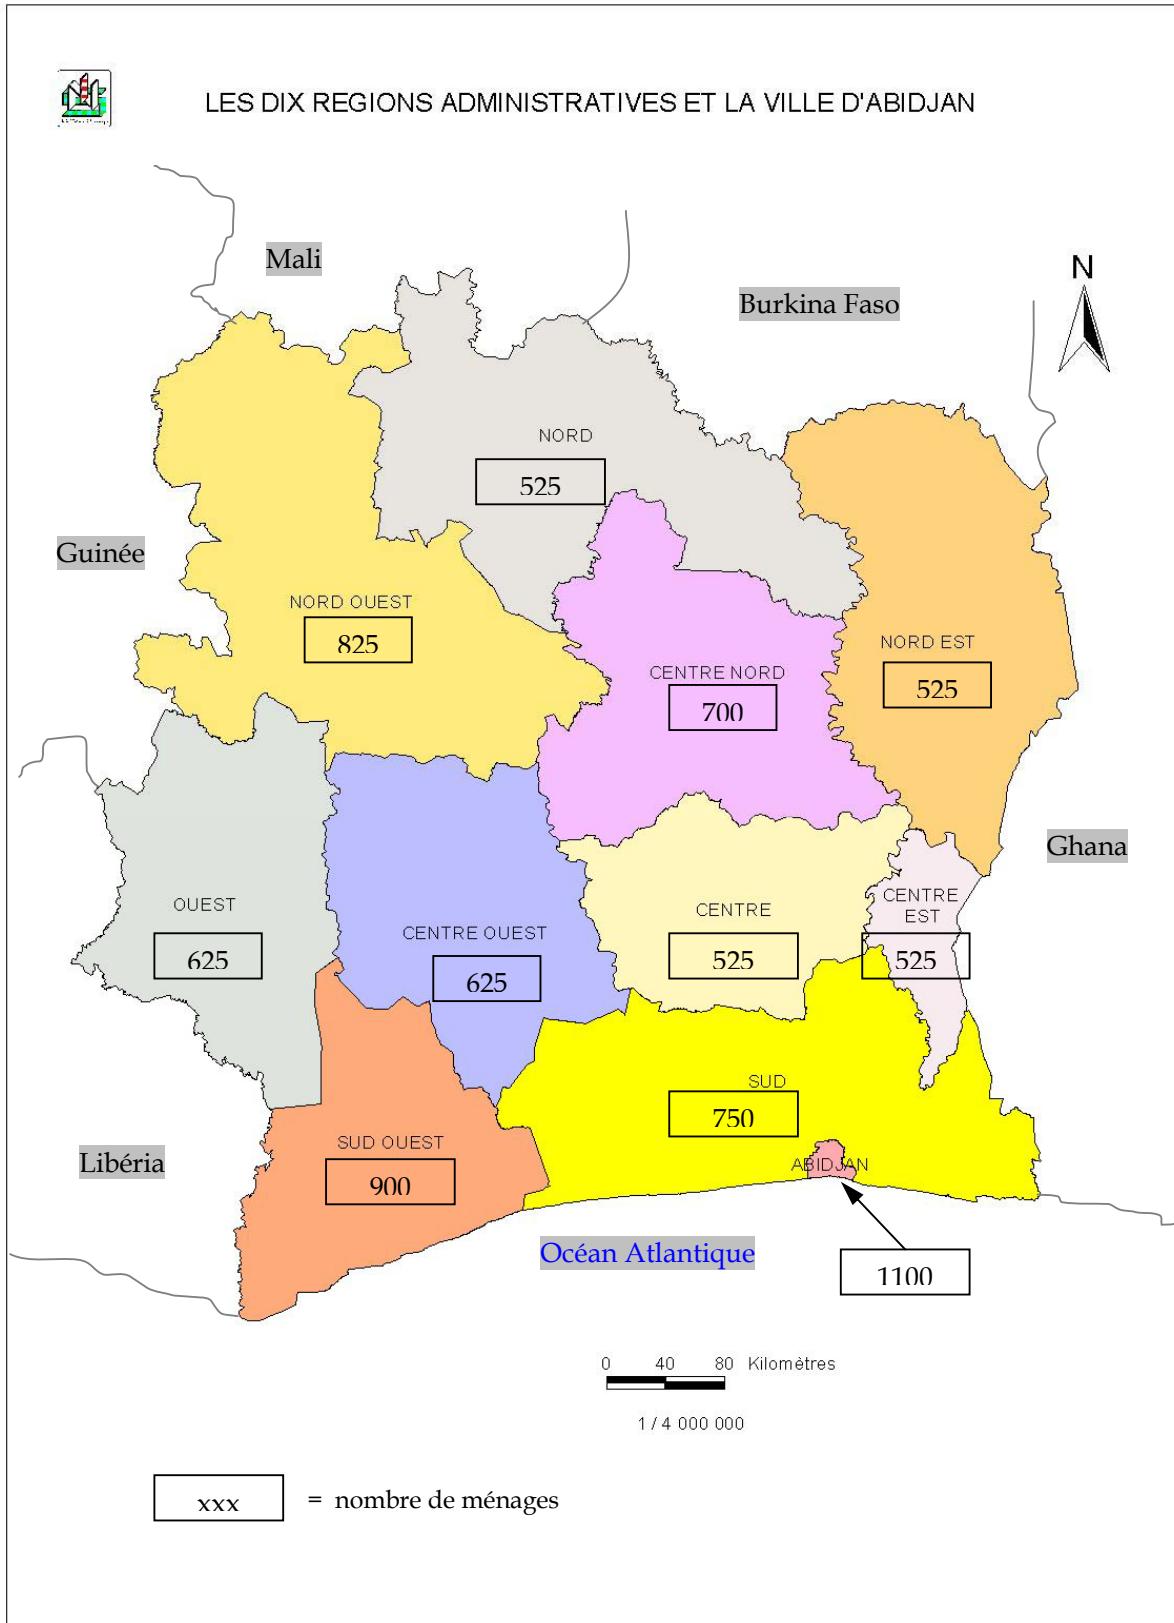 LES DIX REGIONS ADMINISTRATIVES ET LA VILLE D'ABIDJAN
Mali
Burkina Faso
N
NORD
525
Guinée
NORD OUEST
825
NORD EST
525
CENTRE NORD
700
Ghana
OUEST
625
CENTRE OUEST
625
CENTRE
525
CENTRE
EST
525
SUD
750
SUD OUEST
900
Libéria
ABIDJAN
Océan Atlantique
1100
0 40 80 Kilomètres
1 / 4 000 000
xxx = nombre de ménages